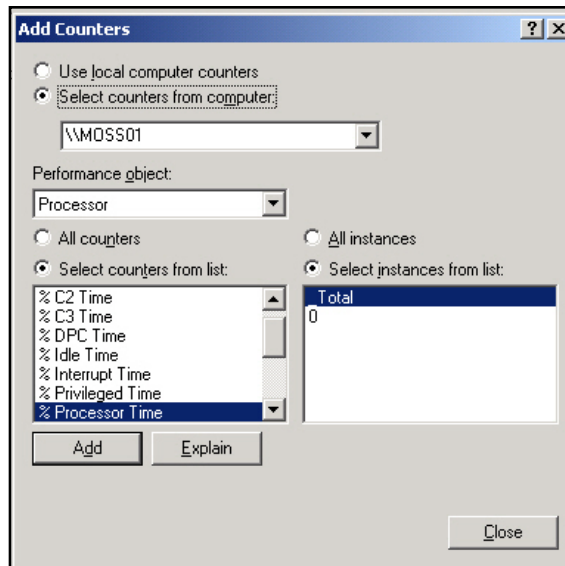 Add Counters
Use local computer counters
Select counters from computer:
\\MOSS01
Performance object:
Processor
All counters
All instances
Select counters from list:
Select instances from list:
% C2 Time
% C3 Time
% DPC Time
% Idle Time
% Interrupt Time
% Privileged Time
% Processor Time
_Total
0
Add
Explain
Close